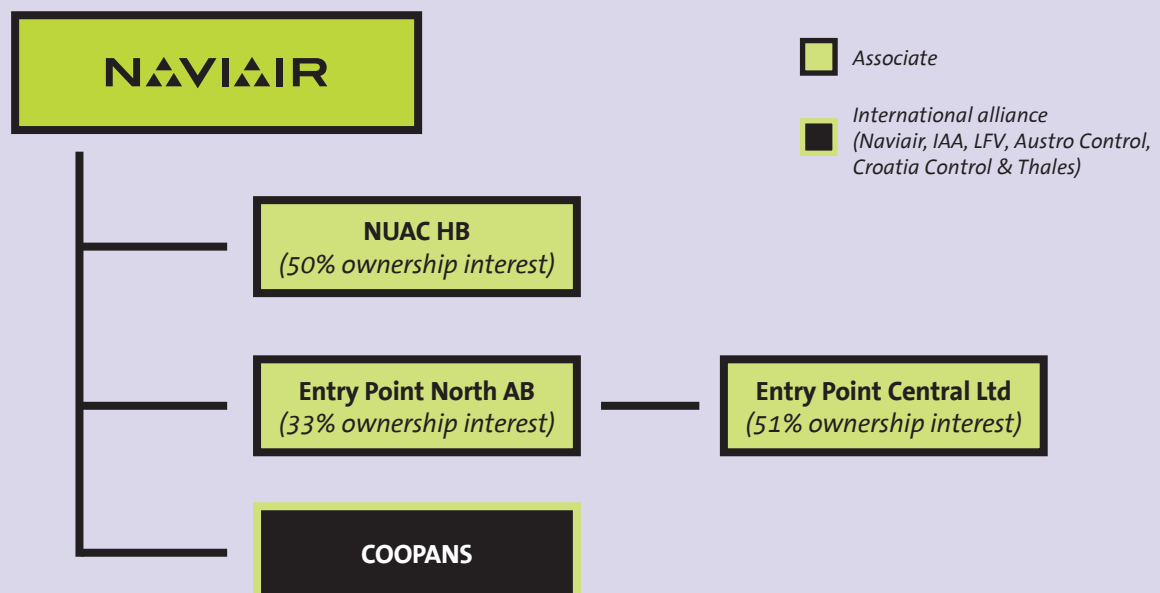 NAVIAIR
Associate
International alliance
(Naviair, IAA, LFV, Austro Control,
Croatia Control & Thales)
NUAC HB
(50% ownership interest)
Entry Point North AB
(33% ownership interest)
Entry Point Central Ltd
(51% ownership interest)
COOPANS